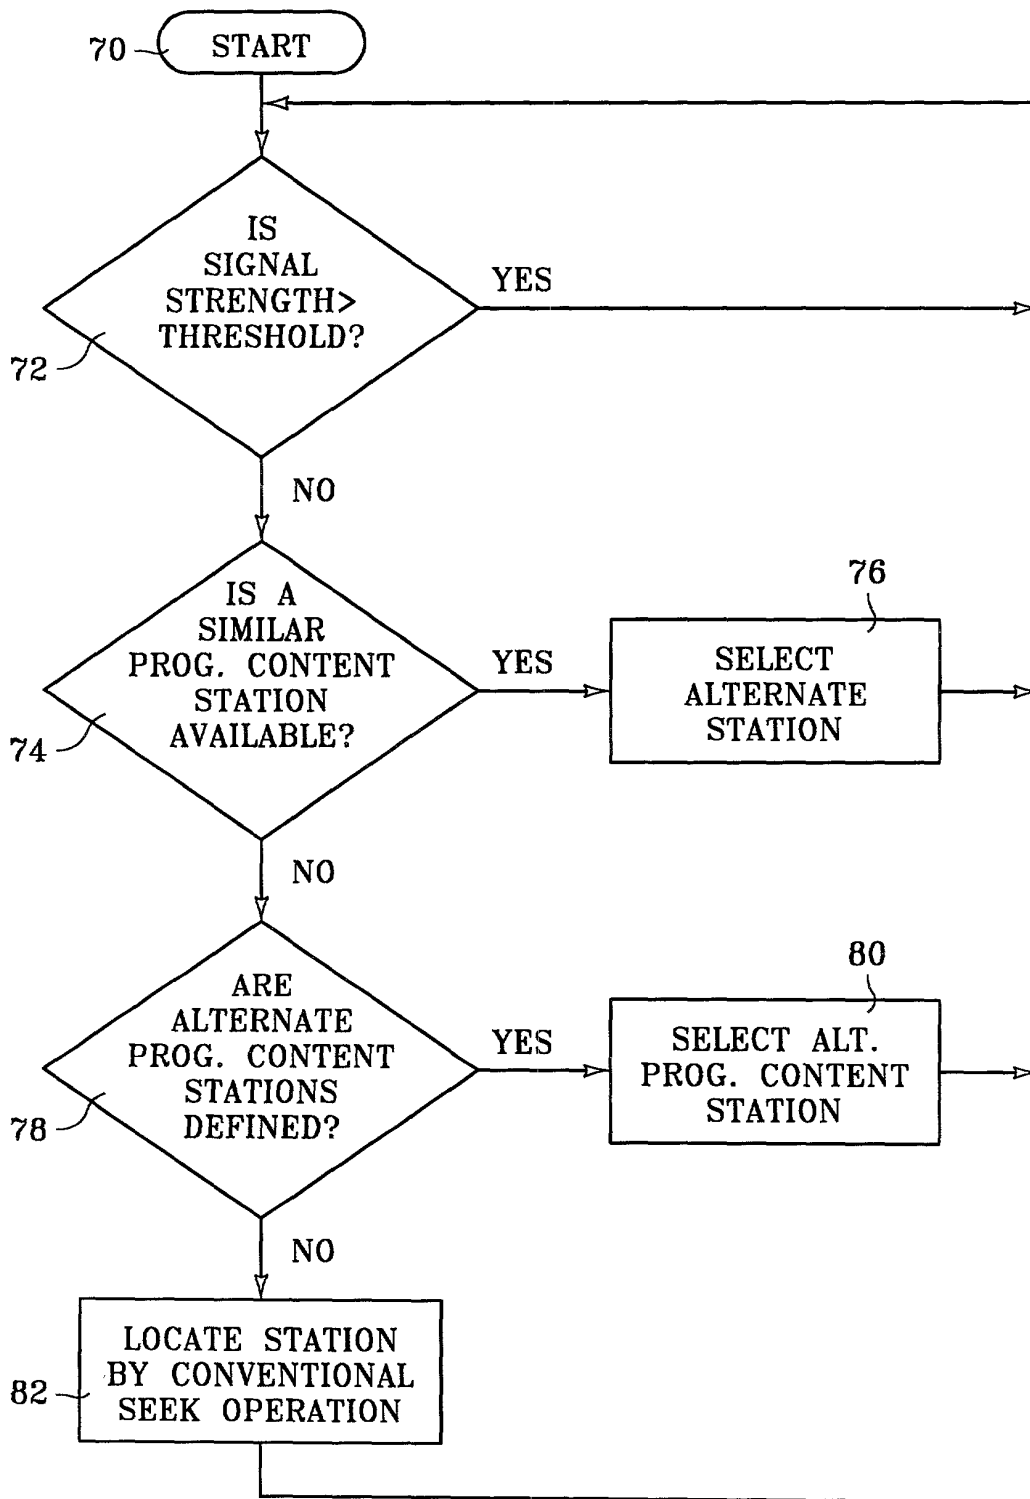 70
START
IS
SIGNAL
STRENGTH>
THRESHOLD?
YES
72
NO
IS A
SIMILAR
PROG. CONTENT
STATION
AVAILABLE?
YES
74
76
SELECT
ALTERNATE
STATION
NO
ARE
ALTERNATE
PROG. CONTENT
STATIONS
DEFINED?
YES
78
80
SELECT ALT.
PROG. CONTENT
STATION
NO
LOCATE STATION
BY CONVENTIONAL
SEEK OPERATION
82